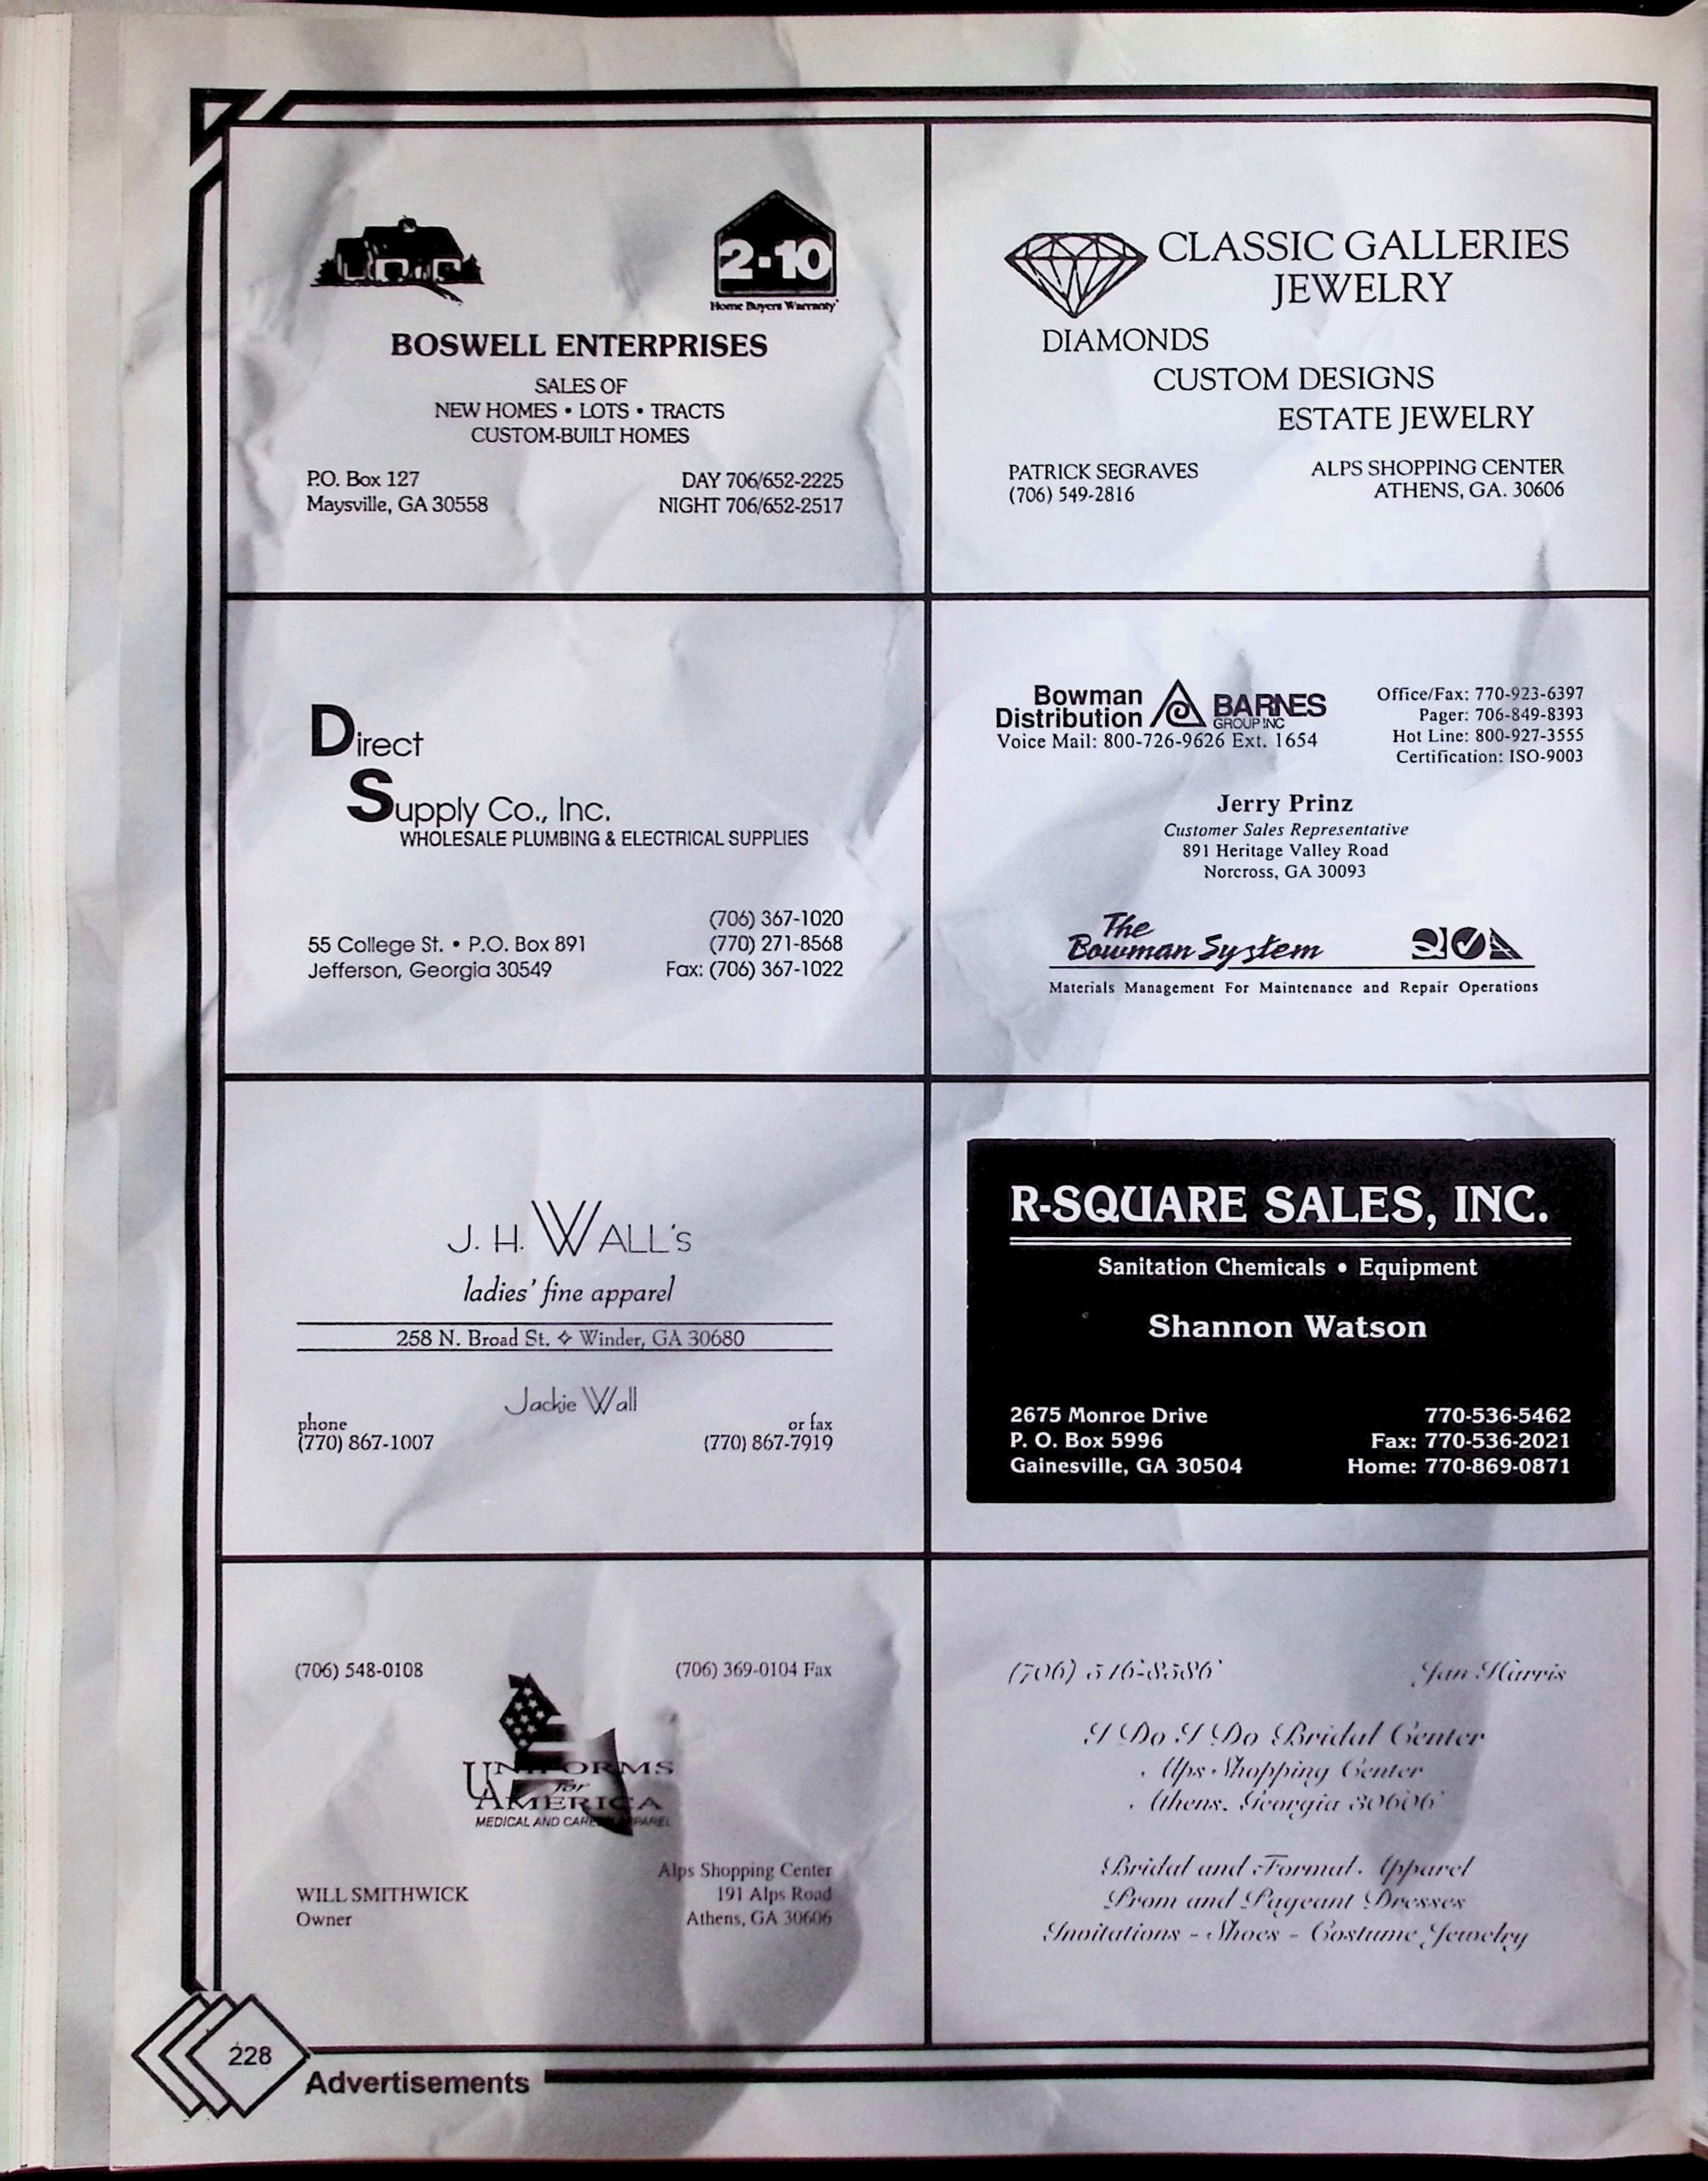 2-10
Home Buyers Warranty
BOSWELL ENTERPRISES
SALES OF
NEW HOMES • LOTS • TRACTS
CUSTOM-BUILT HOMES
P.O. Box 127
Maysville, GA 30558
DAY 706/652-2225
NIGHT 706/652-2517
CLASSIC GALLERIES
JEWELRY
DIAMONDS
CUSTOM DESIGNS
ESTATE JEWELRY
PATRICK SEGRAVES
(706) 549-2816
ALPS SHOPPING CENTER
ATHENS, GA. 30606
Direct
Supply Co., Inc.
WHOLESALE PLUMBING & ELECTRICAL SUPPLIES
55 College St. • P.O. Box 891
Jefferson, Georgia 30549
(706) 367-1020
(770) 271-8568
Fax: (706) 367-1022
Bowman
Distribution
BARNES
GROUP INC
Voice Mail: 800-726-9626 Ext. 1654
Office/Fax: 770-923-6397
Pager: 706-849-8393
Hot Line: 800-927-3555
Certification: ISO-9003
Jerry Prinz
Customer Sales Representative
891 Heritage Valley Road
Norcross, GA 30093
The
Bowman System
Materials Management For Maintenance and Repair Operations
J. H. WALL'S
ladies' fine apparel
258 N. Broad St. ✧ Winder, GA 30680
Jackie Wall
phone
(770) 867-1007
or fax
(770) 867-7919
R-SQUARE SALES, INC.
Sanitation Chemicals • Equipment
Shannon Watson
2675 Monroe Drive
P. O. Box 5996
Gainesville, GA 30504
770-536-5462
Fax: 770-536-2021
Home: 770-869-0871
(706) 548-0108
(706) 369-0104 Fax
UNIFORMS
for
AMERICA
MEDICAL AND CAREER APPAREL
WILL SMITHWICK
Owner
Alps Shopping Center
191 Alps Road
Athens, GA 30606
(706) 546-8586
Jan Harris
I Do I Do Bridal Center
Alps Shopping Center
Athens, Georgia 30606
Bridal and Formal Apparel
Prom and Pageant Dresses
Invitations - Shoes - Costume Jewelry
228
Advertisements